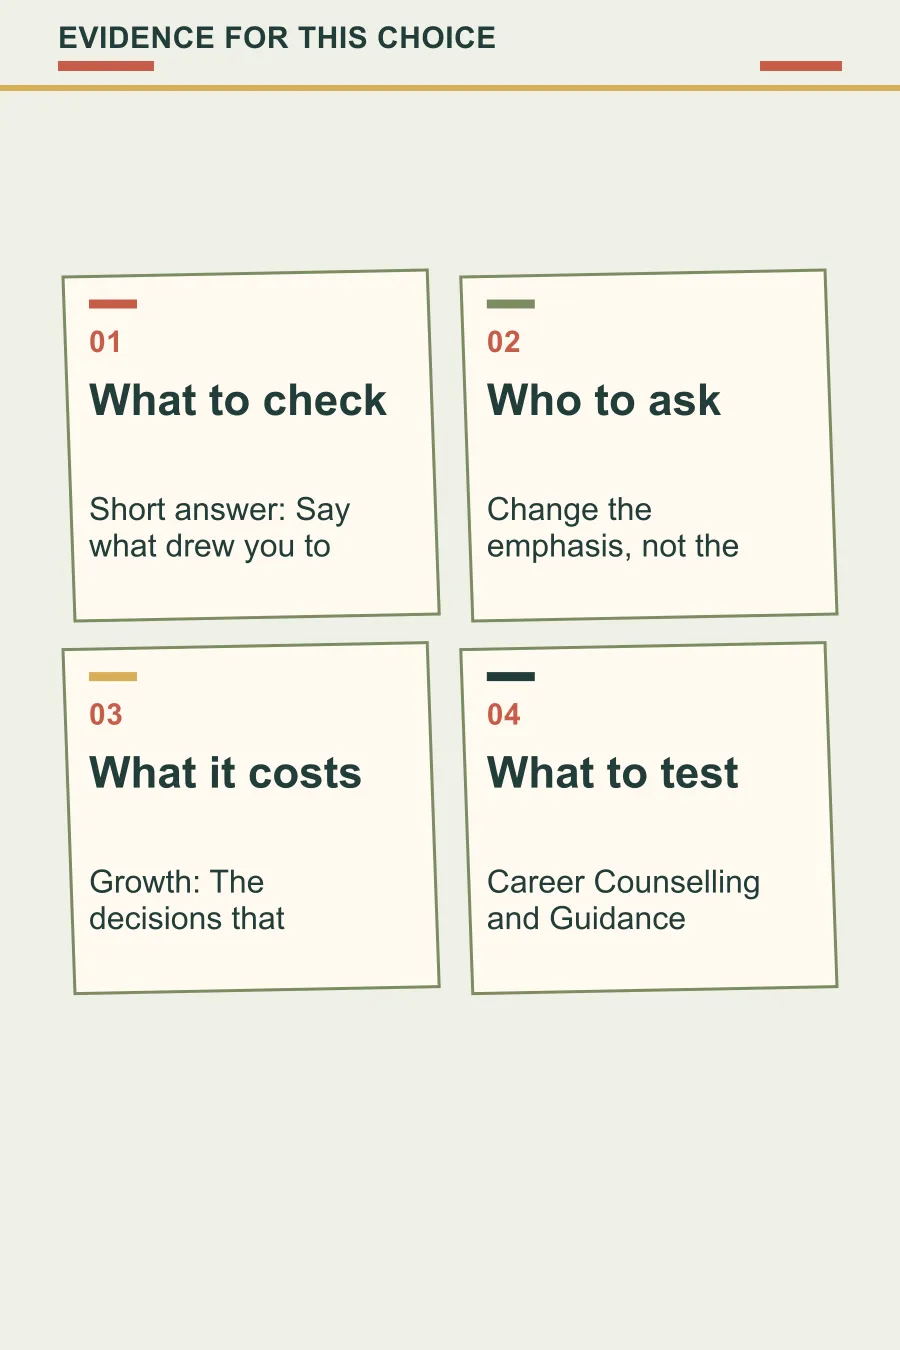 EVIDENCE FOR THIS CHOICE
01
What to check
Short answer: Say
what drew you to
02
Who to ask
Change the
emphasis, not the
03
What it costs
Growth: The
decisions that
04
What to test
Career Counselling
and Guidance